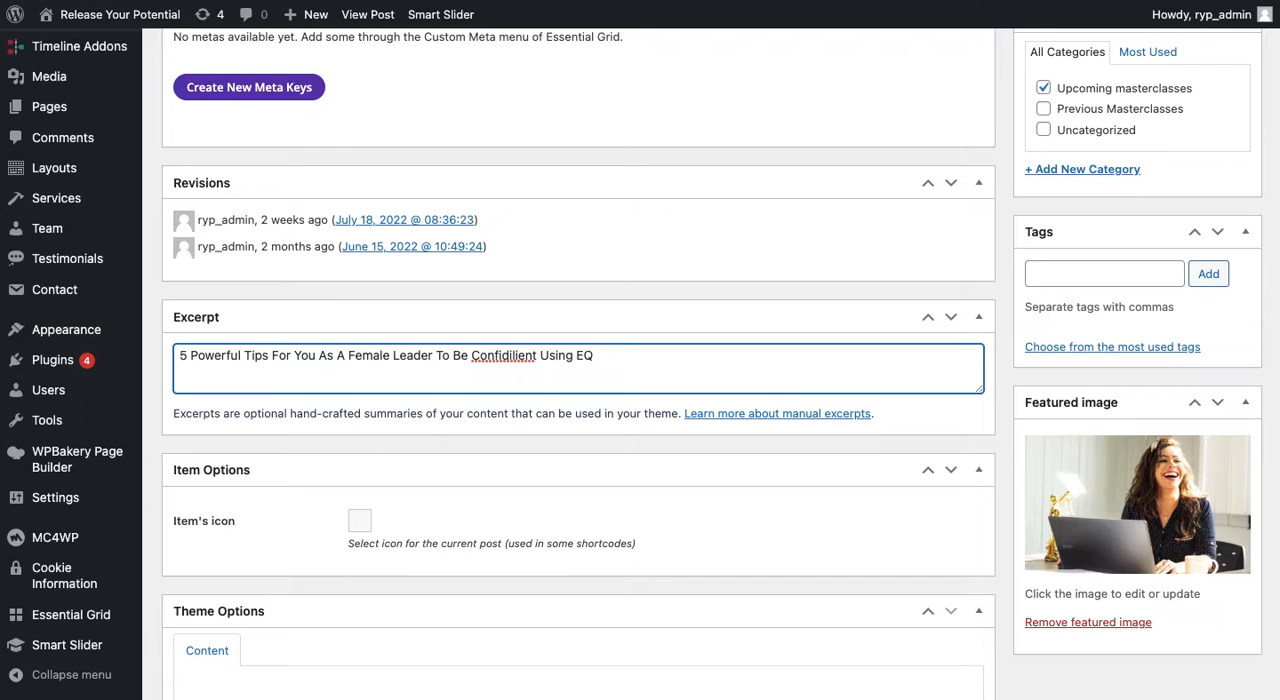 Release Your Potential
4
0
New
View Post
Smart Slider
Howdy, ryp_admin
Timeline Addons
Media
Pages
Comments
Layouts
Services
Team
Testimonials
Contact
Appearance
Plugins 4
Users
Tools
WPBakery Page
Builder
Settings
MC4WP
Cookie
Information
Essential Grid
Smart Slider
Collapse menu
No metas available yet. Add some through the Custom Meta menu of Essential Grid.
Create New Meta Keys
Revisions
ryp_admin, 2 weeks ago (July 18, 2022 @ 08:36:23)
ryp_admin, 2 months ago (June 15, 2022 @ 10:49:24)
Excerpt
5 Powerful Tips For You As A Female Leader To Be Confidilient Using EQ
Excerpts are optional hand-crafted summaries of your content that can be used in your theme. Learn more about manual excerpts.
Item Options
Item's icon
Select icon for the current post (used in some shortcodes)
Theme Options
Content
All Categories
Most Used
Upcoming masterclasses
Previous Masterclasses
Uncategorized
+ Add New Category
Tags
Add
Separate tags with commas
Choose from the most used tags
Featured image
Click the image to edit or update
Remove featured image